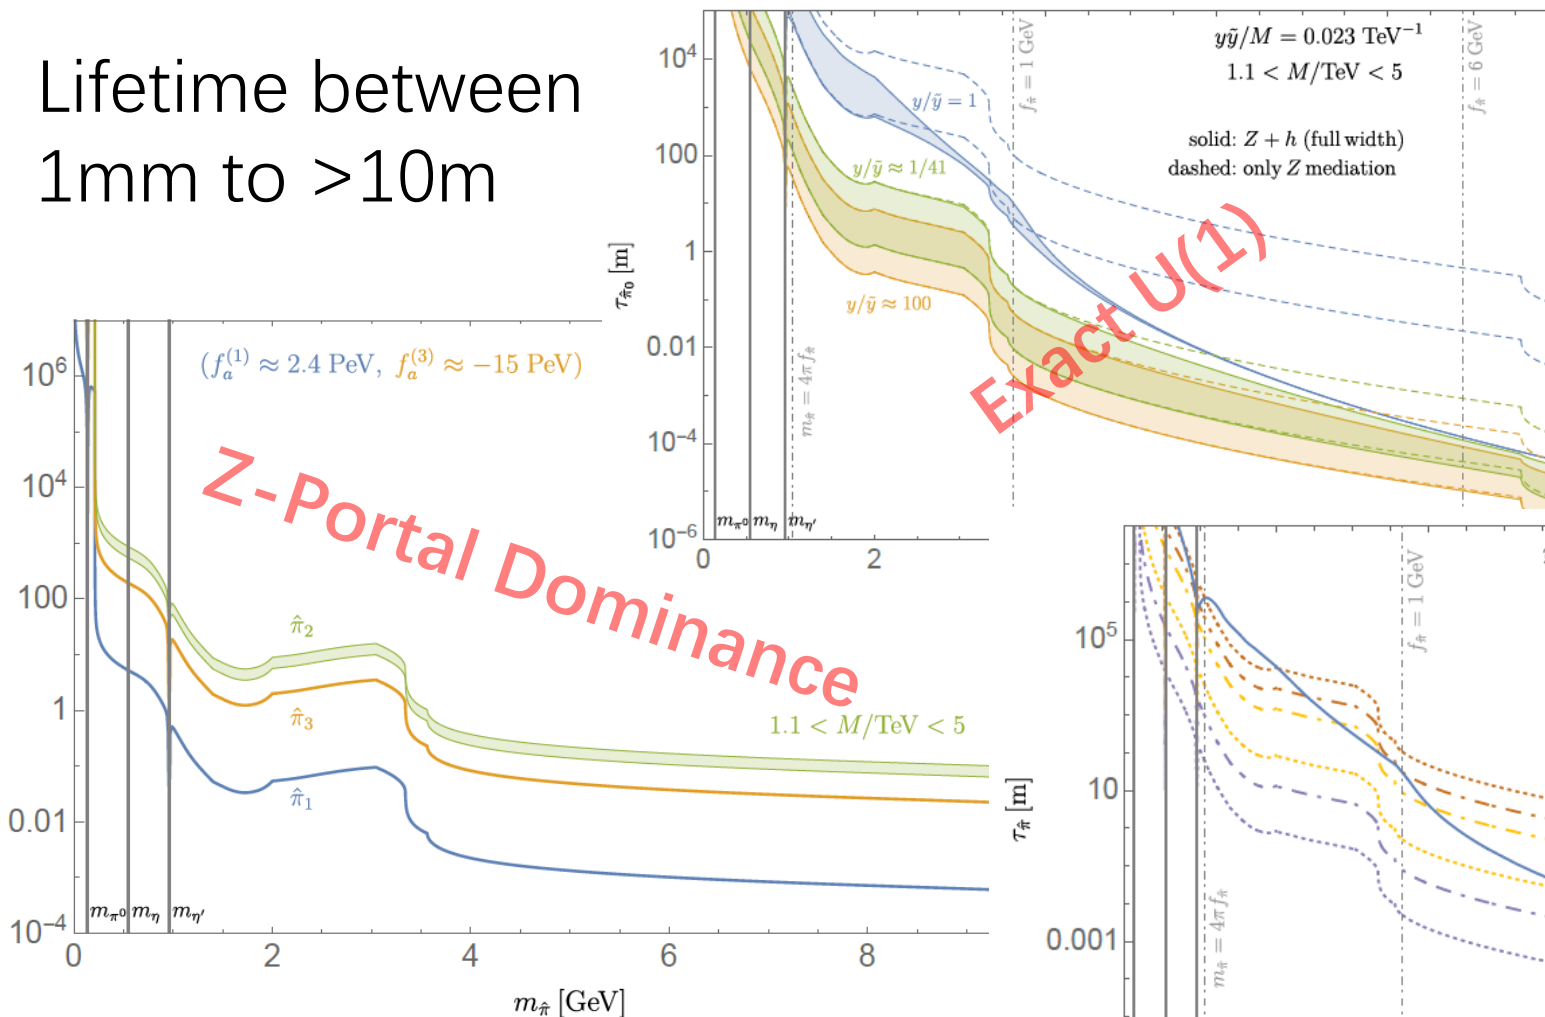 Lifetime between
1mm to >10m
10⁴
100
1
0.01
10⁻⁴
10⁻⁶
0
2
τ_π̂₀ [m]
yỹ/M = 0.023 TeV⁻¹
1.1 < M/TeV < 5
solid: Z + h (full width)
dashed: only Z mediation
y/ỹ = 1
y/ỹ ≈ 1/41
y/ỹ ≈ 100
f_π̂ = 1 GeV
f_π̂ = 6 GeV
m_π̂ = 4πf_π̂
m_π⁰
m_η
m_η′
Exact U(1)
10⁶
10⁴
100
1
0.01
10⁻⁴
0
2
4
6
8
m_π̂ [GeV]
(f_a⁽¹⁾ ≈ 2.4 PeV, f_a⁽³⁾ ≈ −15 PeV)
Z-Portal Dominance
π̂₂
π̂₃
π̂₁
1.1 < M/TeV < 5
m_π⁰
m_η
m_η′
10⁵
10
0.001
τ_π̂ [m]
f_π̂ = 1 GeV
m_π̂ = 4πf_π̂